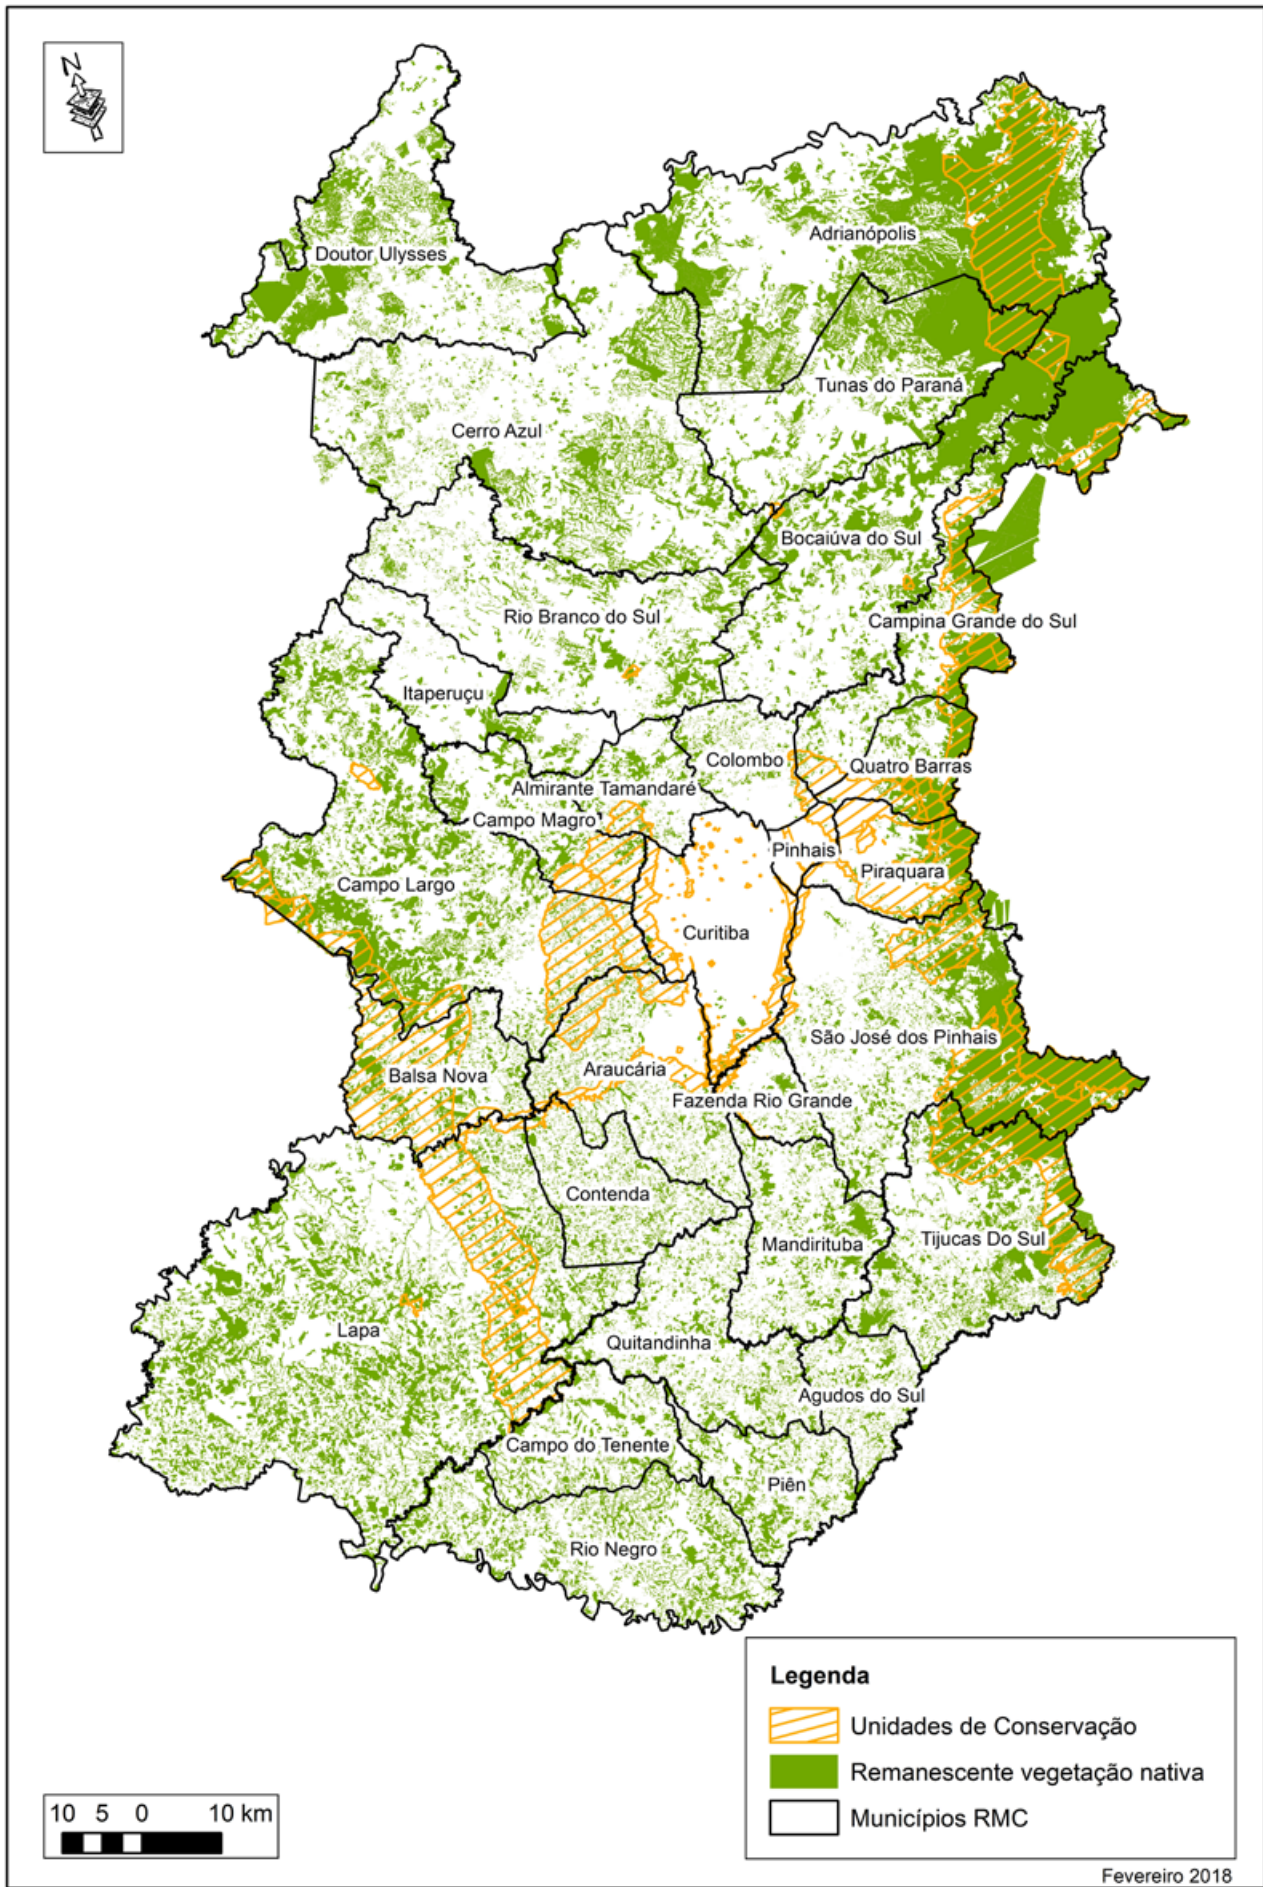 N
Adrianópolis
Doutor Ulysses
Tunas do Paraná
Cerro Azul
Bocaiúva do Sul
Rio Branco do Sul
Campina Grande do Sul
Itaperuçu
Colombo
Quatro Barras
Almirante Tamandaré
Campo Magro
Pinhais
Piraquara
Campo Largo
Curitiba
São José dos Pinhais
Araucária
Balsa Nova
Fazenda Rio Grande
Contenda
Tijucas Do Sul
Mandirituba
Lapa
Quitandinha
Agudos do Sul
Campo do Tenente
Piên
Rio Negro
Legenda
Unidades de Conservação
Remanescente vegetação nativa
Municípios RMC
10 5 0 10 km
Fevereiro 2018